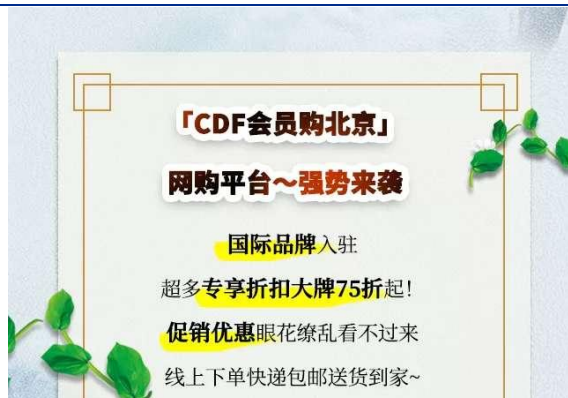 「CDF会员购北京」
网购平台～强势来袭
国际品牌入驻
超多专享折扣大牌75折起！
促销优惠眼花缭乱看不过来
线上下单快递包邮送货到家~